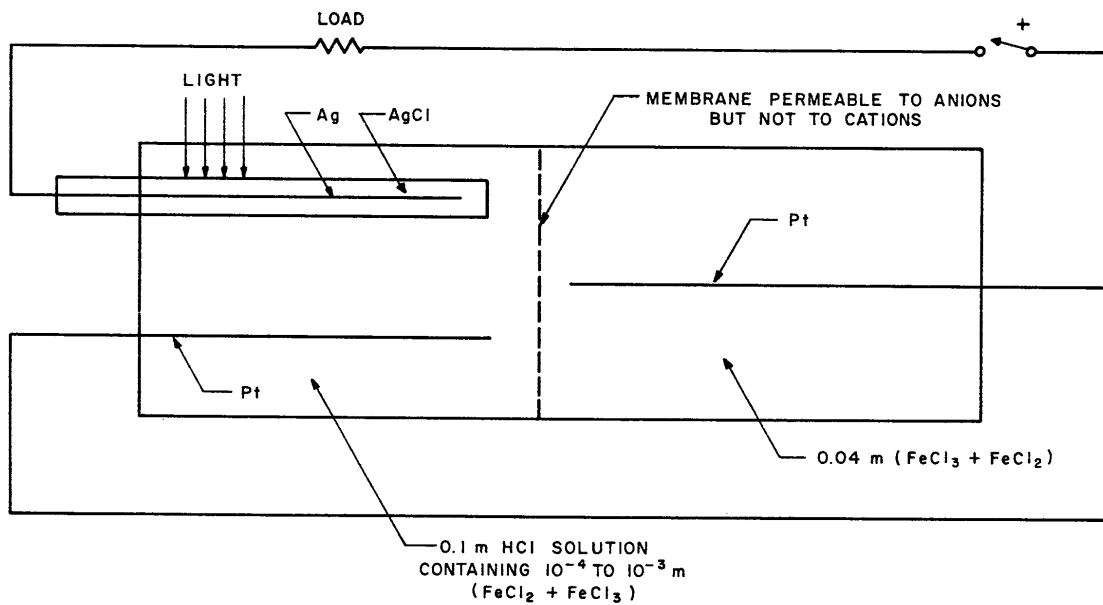 LOAD
+
LIGHT
Ag
AgCl
MEMBRANE PERMEABLE TO ANIONS
BUT NOT TO CATIONS
Pt
Pt
0.04 m (FeCl₃ + FeCl₂)
0.1 m HCl SOLUTION
CONTAINING 10⁻⁴ TO 10⁻³ m
(FeCl₂ + FeCl₃)